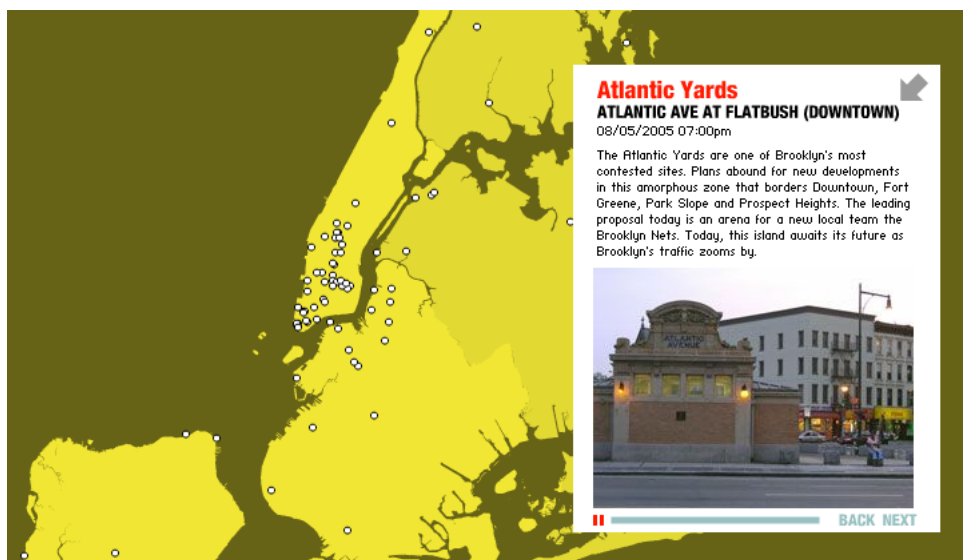 Atlantic Yards
ATLANTIC AVE AT FLATBUSH (DOWNTOWN)
08/05/2005 07:00pm
The Atlantic Yards are one of Brooklyn's most
contested sites. Plans abound for new developments
in this amorphous zone that borders Downtown, Fort
Greene, Park Slope and Prospect Heights. The leading
proposal today is an arena for a new local team the
Brooklyn Nets. Today, this island awaits its future as
Brooklyn's traffic zooms by.
ATLANTIC
AVENUE
BACK NEXT